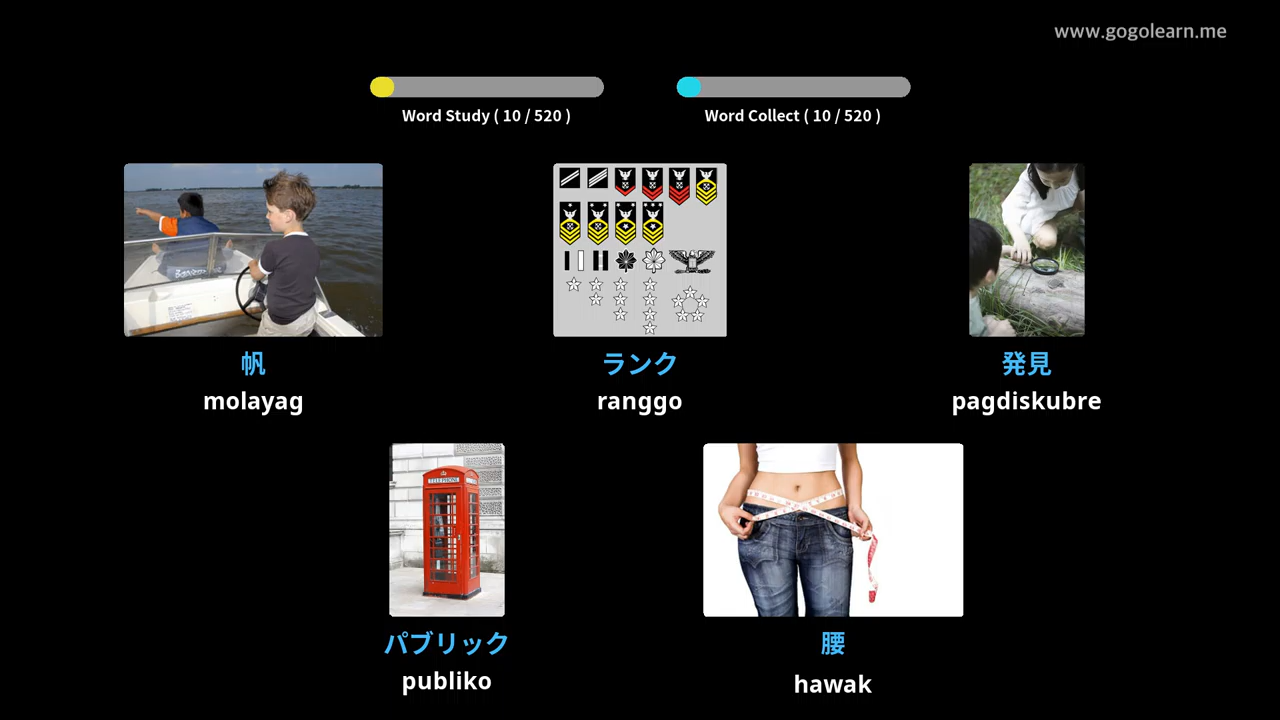 www.gogolearn.me
Word Study ( 10 / 520 )
Word Collect ( 10 / 520 )
帆
molayag
ランク
ranggo
発見
pagdiskubre
TELEPHONE
パブリック
publiko
腰
hawak